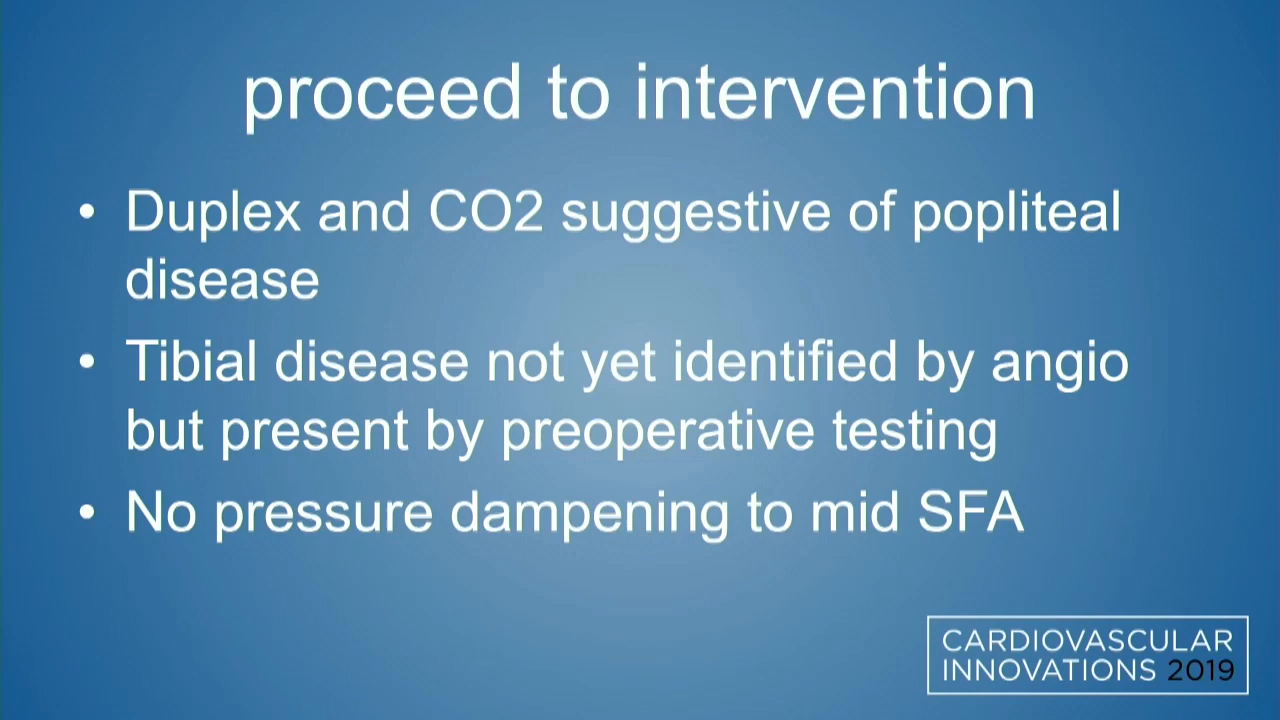 proceed to intervention
• Duplex and CO2 suggestive of popliteal
disease
• Tibial disease not yet identified by angio
but present by preoperative testing
• No pressure dampening to mid SFA
CARDIOVASCULAR
INNOVATIONS 2019